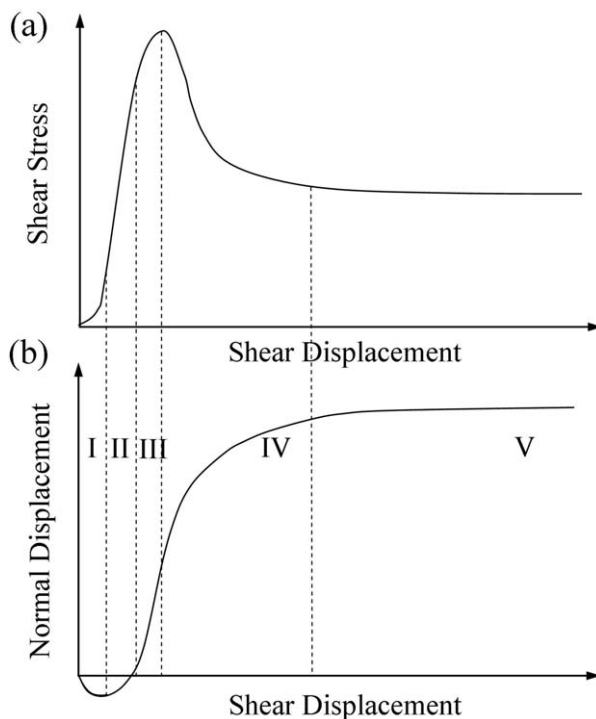 (a)
Shear Stress
Shear Displacement
(b)
Normal Displacement
I II III IV V
Shear Displacement